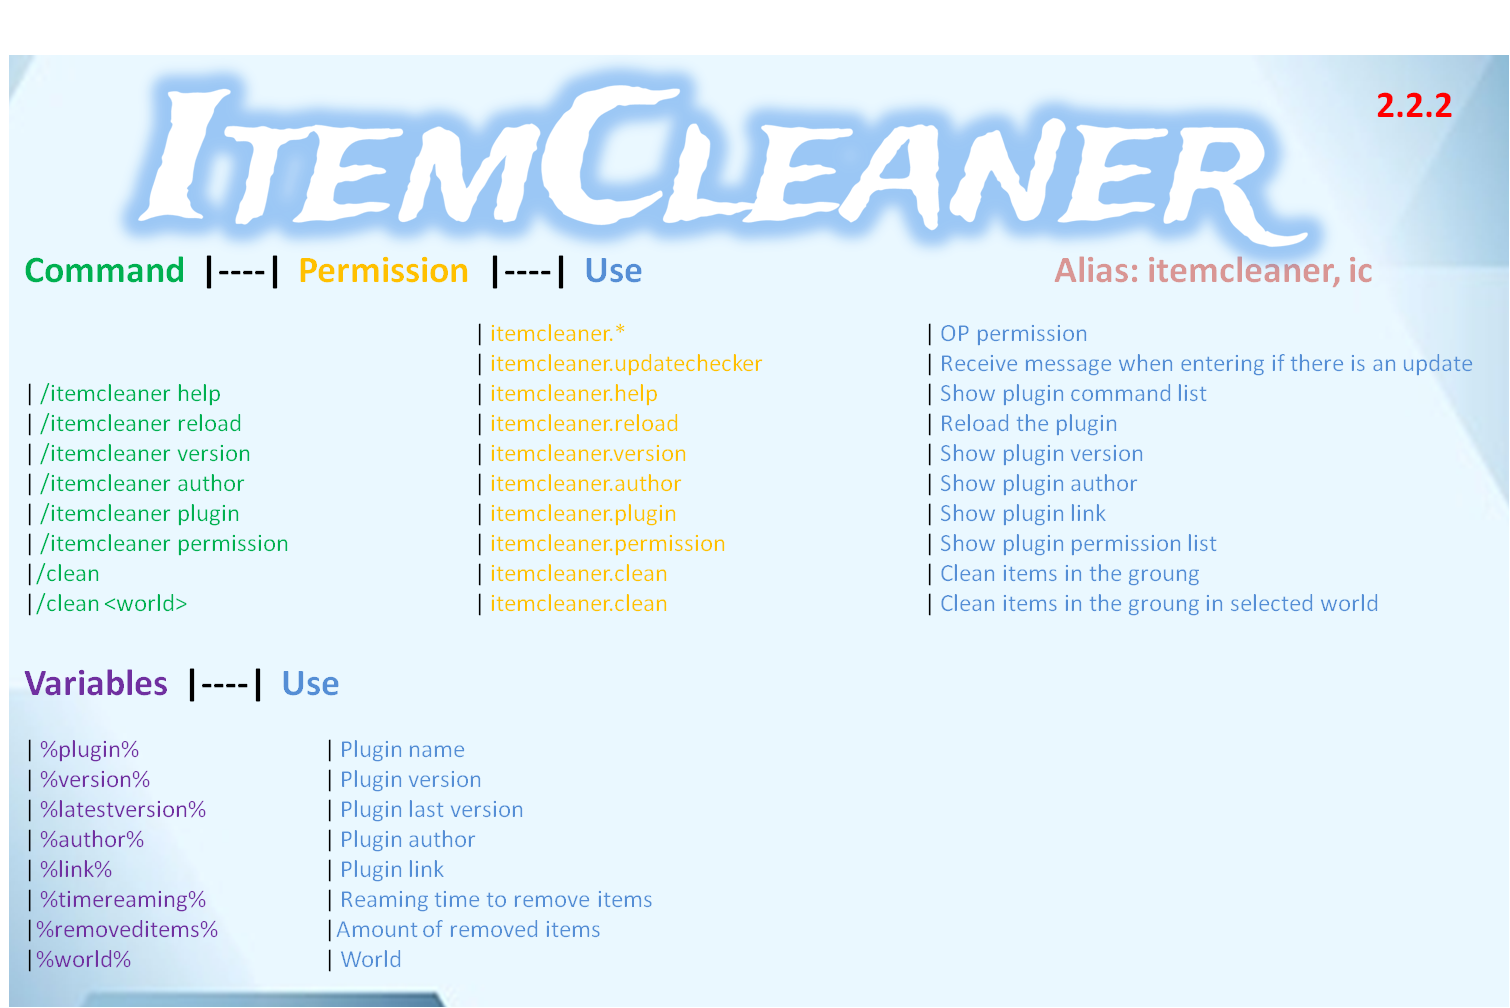 ITEMCLEANER
2.2.2
Command |----| Permission |----| Use Alias: itemcleaner, ic
| itemcleaner.* | OP permission
| itemcleaner.updatechecker | Receive message when entering if there is an update
| /itemcleaner help | itemcleaner.help | Show plugin command list
| /itemcleaner reload | itemcleaner.reload | Reload the plugin
| /itemcleaner version | itemcleaner.version | Show plugin version
| /itemcleaner author | itemcleaner.author | Show plugin author
| /itemcleaner plugin | itemcleaner.plugin | Show plugin link
| /itemcleaner permission | itemcleaner.permission | Show plugin permission list
|/clean | itemcleaner.clean | Clean items in the groung
|/clean <world> | itemcleaner.clean | Clean items in the groung in selected world
Variables |----| Use
| %plugin% | Plugin name
| %version% | Plugin version
| %latestversion% | Plugin last version
| %author% | Plugin author
| %link% | Plugin link
| %timereaming% | Reaming time to remove items
|%removeditems% |Amount of removed items
|%world% | World